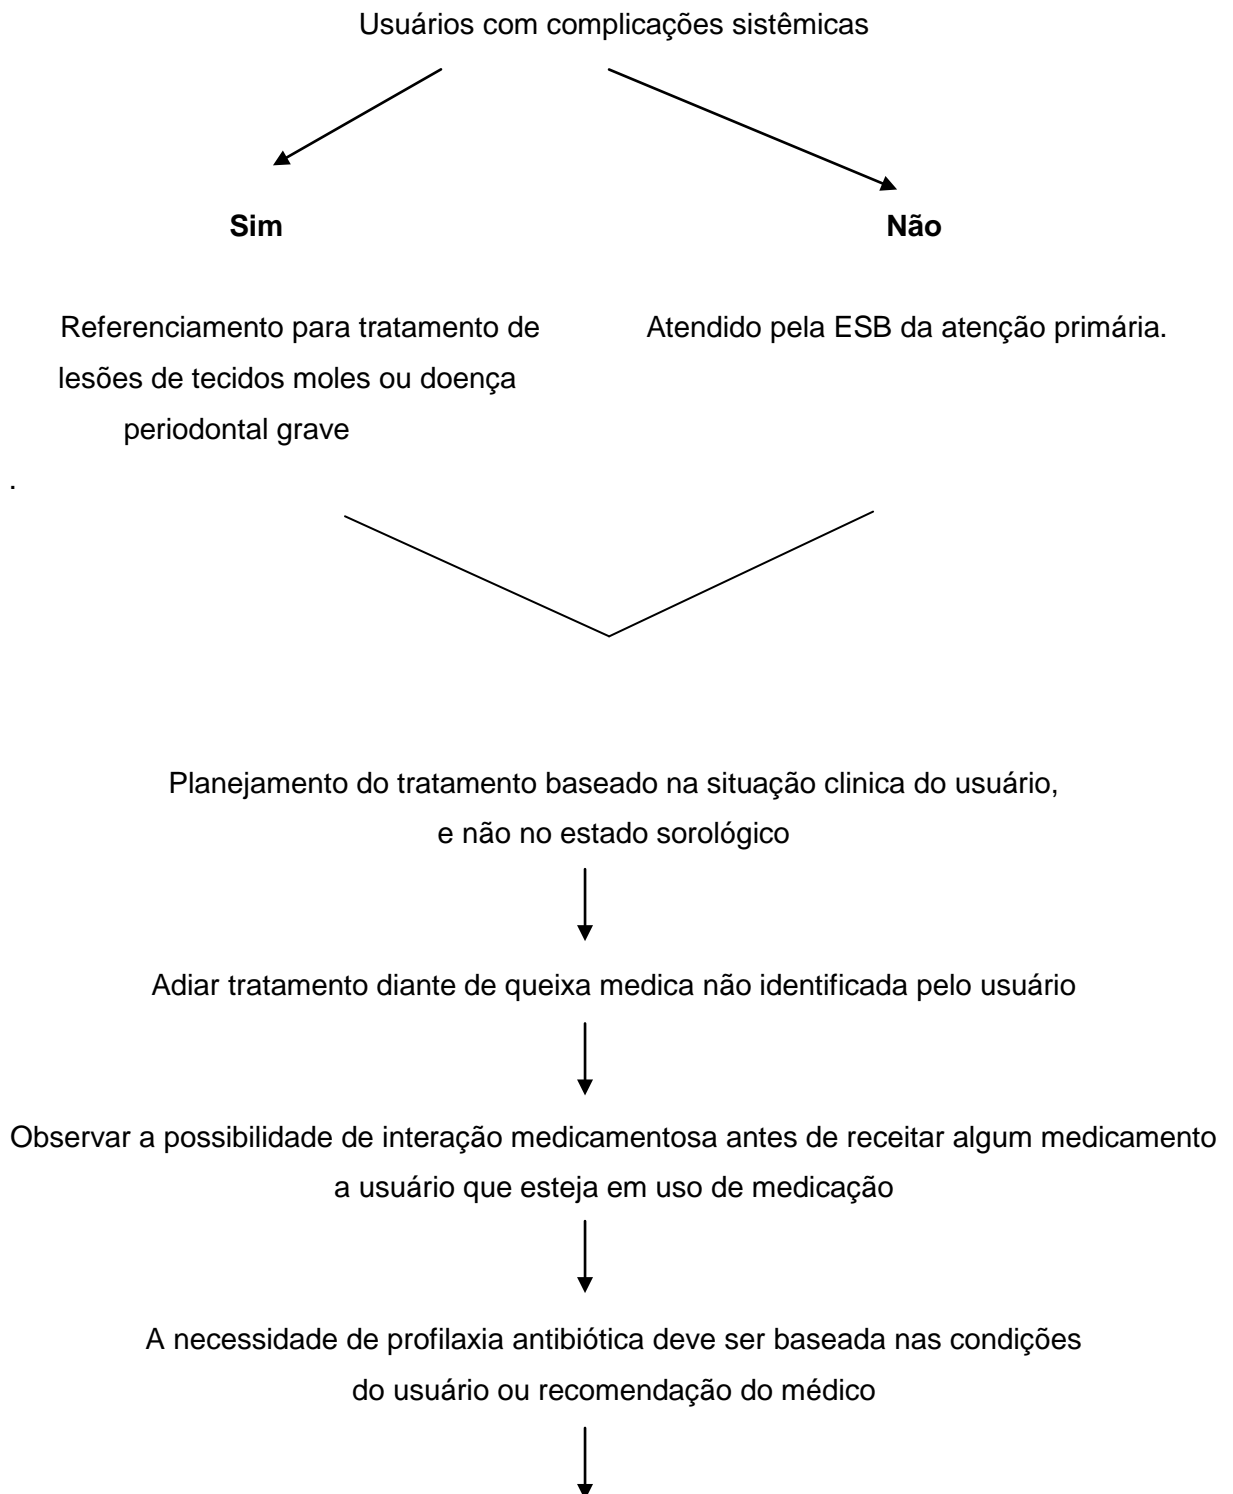 Usuários com complicações sistêmicas
Sim
Não
Referenciamento para tratamento de
lesões de tecidos moles ou doença
periodontal grave
.
Atendido pela ESB da atenção primária.
Planejamento do tratamento baseado na situação clinica do usuário,
e não no estado sorológico
Adiar tratamento diante de queixa medica não identificada pelo usuário
Observar a possibilidade de interação medicamentosa antes de receitar algum medicamento
a usuário que esteja em uso de medicação
A necessidade de profilaxia antibiótica deve ser baseada nas condições
do usuário ou recomendação do médico